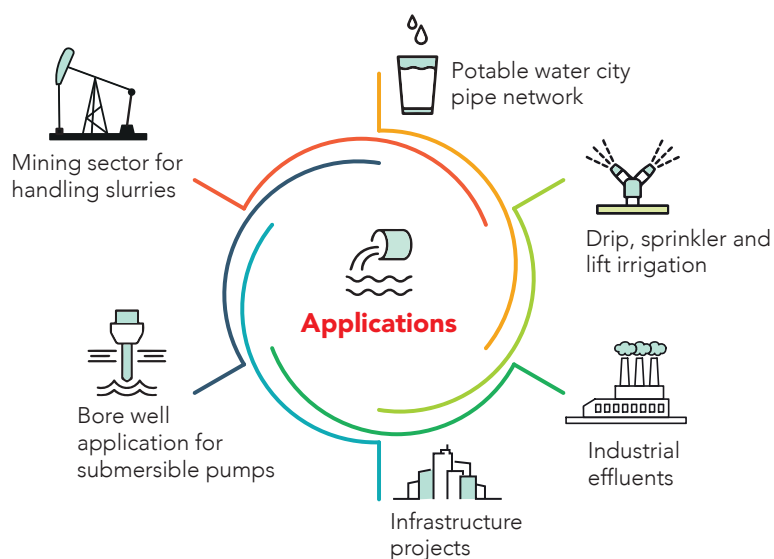 Potable water city
pipe network
Mining sector for
handling slurries
Drip, sprinkler and
lift irrigation
Applications
Bore well
application for
submersible pumps
Industrial
effluents
Infrastructure
projects